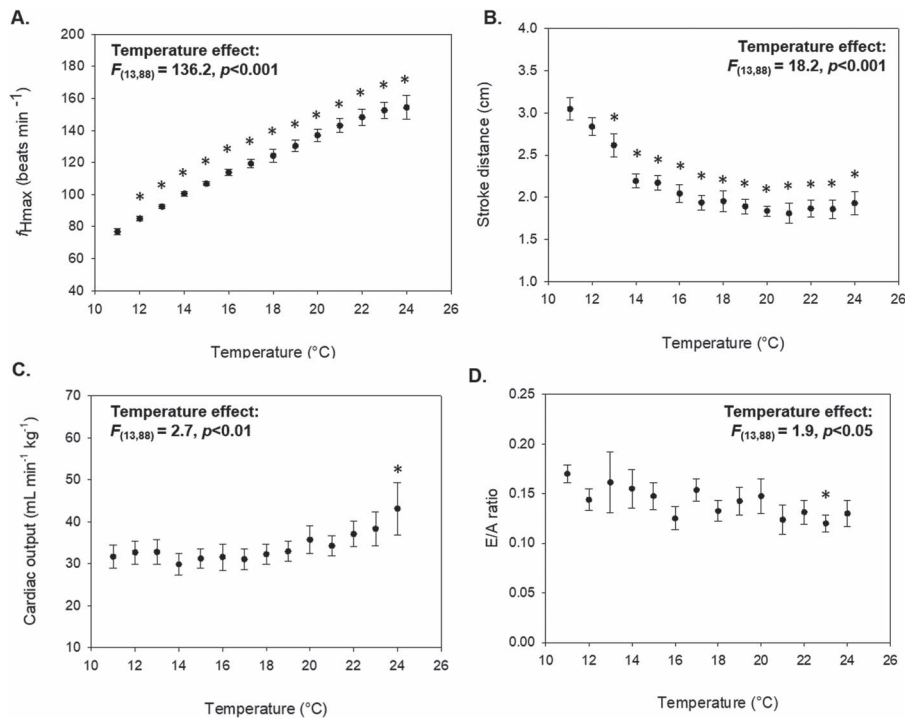 A.
Temperature effect:
F(13,88) = 136.2, p<0.001
* * * * * * * * * * * * *
200
180
160
140
120
100
80
60
40
fHmax (beats min -1)
10 12 14 16 18 20 22 24 26
Temperature (°C)
B.
Temperature effect:
F(13,88) = 18.2, p<0.001
* * * * * * * * * * * *
4.0
3.5
3.0
2.5
2.0
1.5
1.0
Stroke distance (cm)
10 12 14 16 18 20 22 24 26
Temperature (°C)
C.
Temperature effect:
F(13,88) = 2.7, p<0.01
*
70
60
50
40
30
20
10
Cardiac output (mL min-1 kg-1)
10 12 14 16 18 20 22 24 26
Temperature (°C)
D.
Temperature effect:
F(13,88) = 1.9, p<0.05
*
0.25
0.20
0.15
0.10
0.05
0.00
E/A ratio
10 12 14 16 18 20 22 24 26
Temperature (°C)